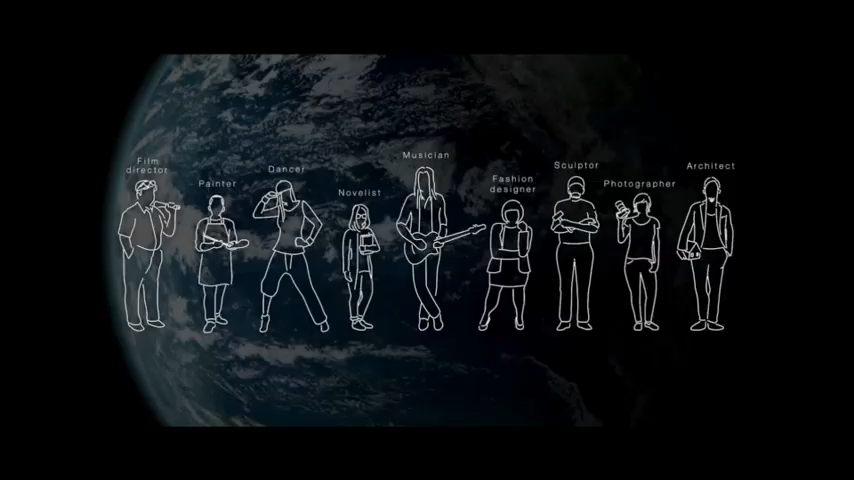 Film
director
Painter
Dancer
Novelist
Musician
Fashion
designer
Sculptor
Photographer
Architect